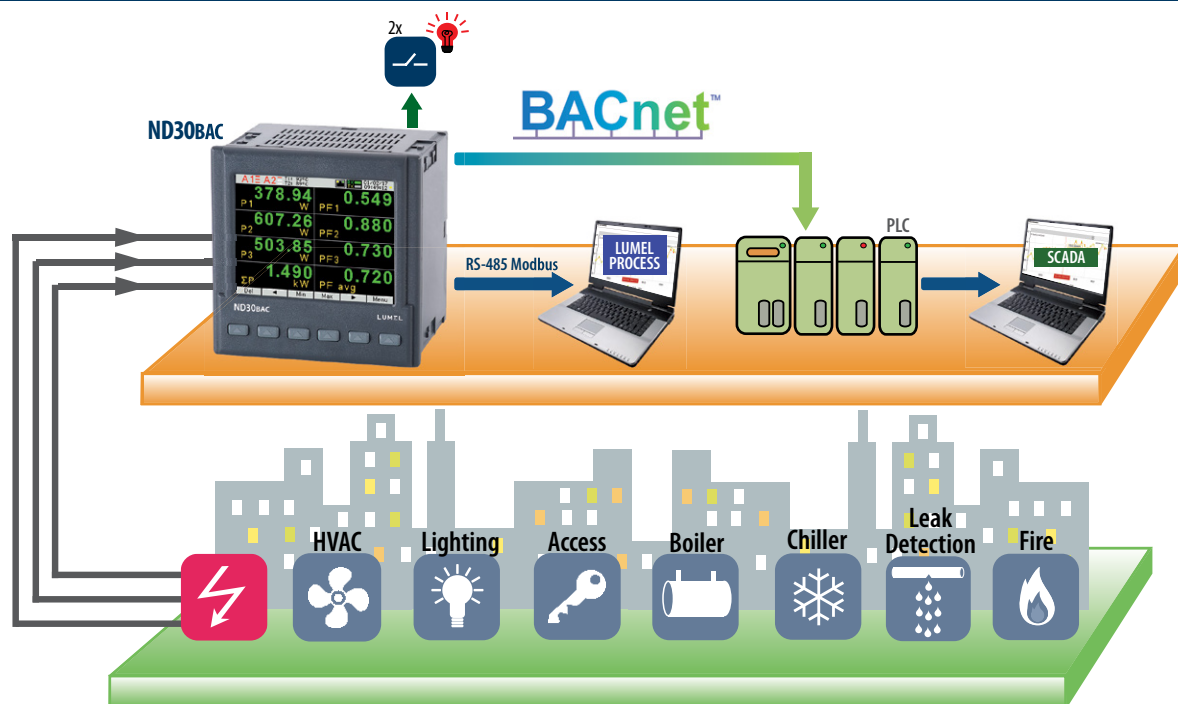 2x
BACnet™
ND30BAC
A1Ξ A2
378.94
P1 W
0.549
PF1
607.26
P2 W
0.880
PF2
503.85
P3 W
0.730
PF3
1.490
ΣP kW
0.720
PF avg
Del ◄ Min Max ► Menu
ND30BAC
LUMEL
RS-485 Modbus
LUMEL
PROCESS
PLC
SCADA
HVAC
Lighting
Access
Boiler
Chiller
Leak
Detection
Fire